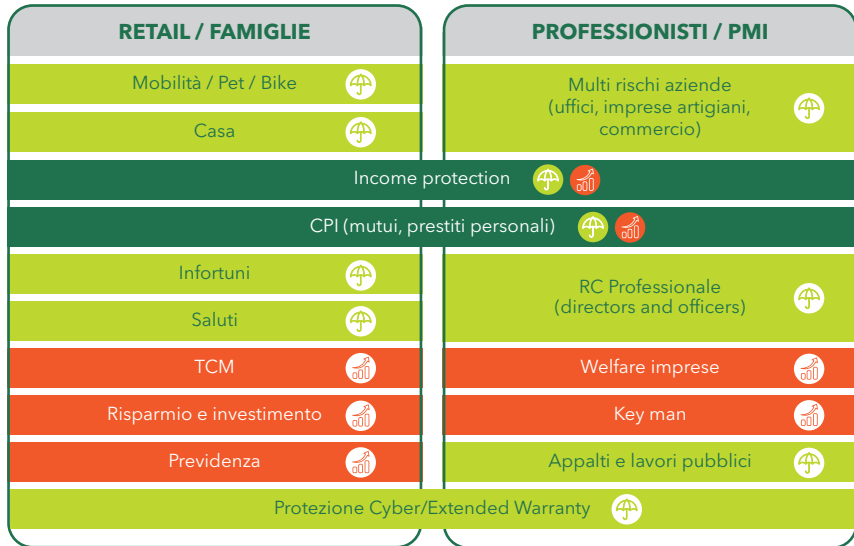 RETAIL / FAMIGLIE
PROFESSIONISTI / PMI
Mobilità / Pet / Bike
Multi rischi aziende
(uffici, imprese artigiani,
commercio)
Casa
Income protection
CPI (mutui, prestiti personali)
Infortuni
RC Professionale
(directors and officers)
Saluti
TCM
Welfare imprese
Risparmio e investimento
Key man
Previdenza
Appalti e lavori pubblici
Protezione Cyber/Extended Warranty